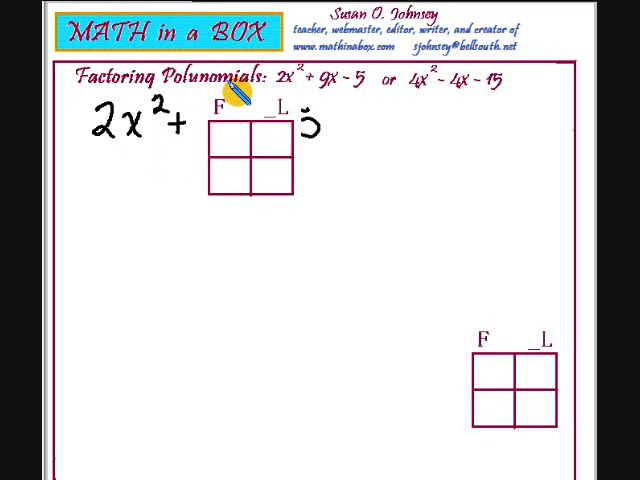 Susan O. Johnsey
MATH in a BOX
teacher, webmaster, editor, writer, and creator of
www.mathinabox.com sjohnsey@bellsouth.net
Factoring Polunomials: 2x² + 9x - 5 or 4x² - 4x - 15
F _L
2x² + 5
F _L